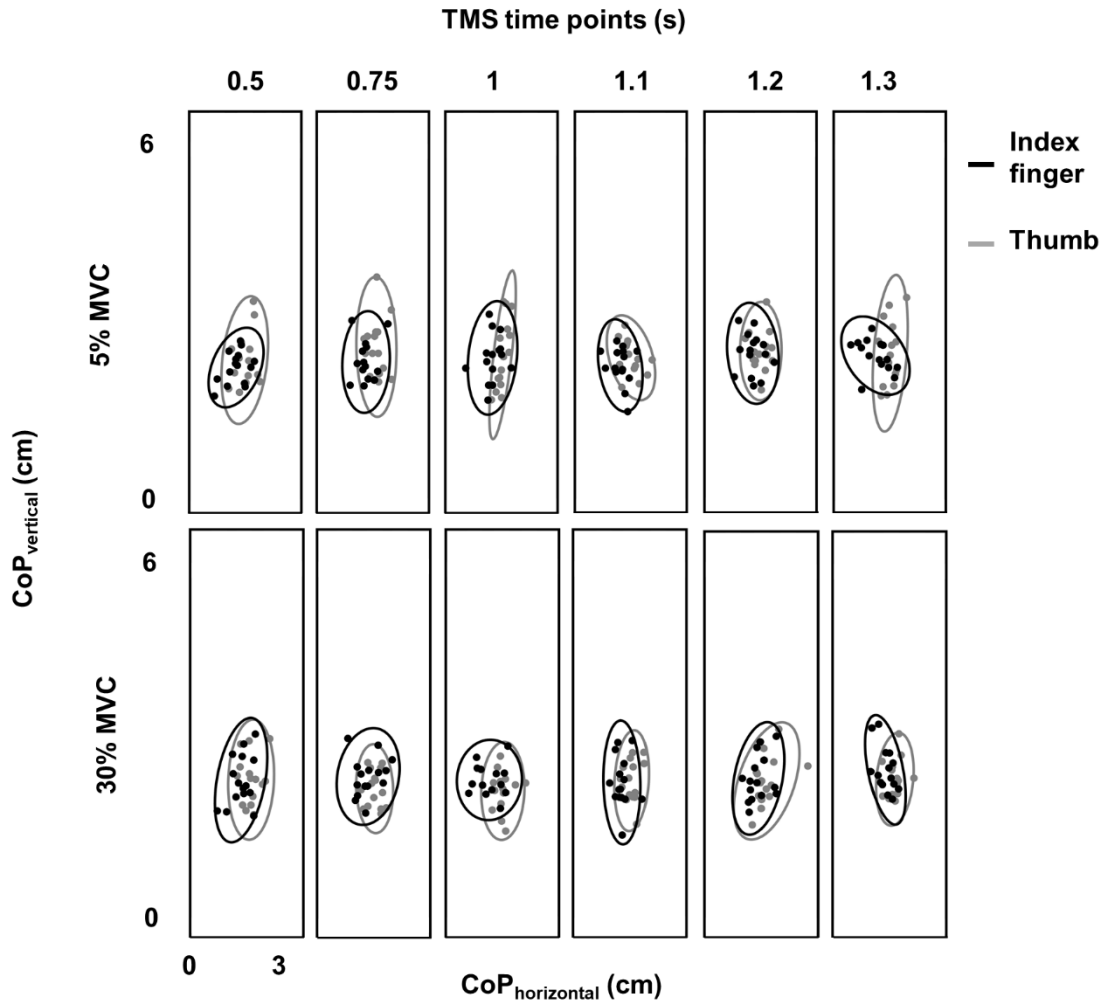 TMS time points (s)
0.5 0.75 1 1.1 1.2 1.3
6
Index
finger
Thumb
5% MVC
0
CoPvertical (cm)
6
30% MVC
0
0 3
CoPhorizontal (cm)